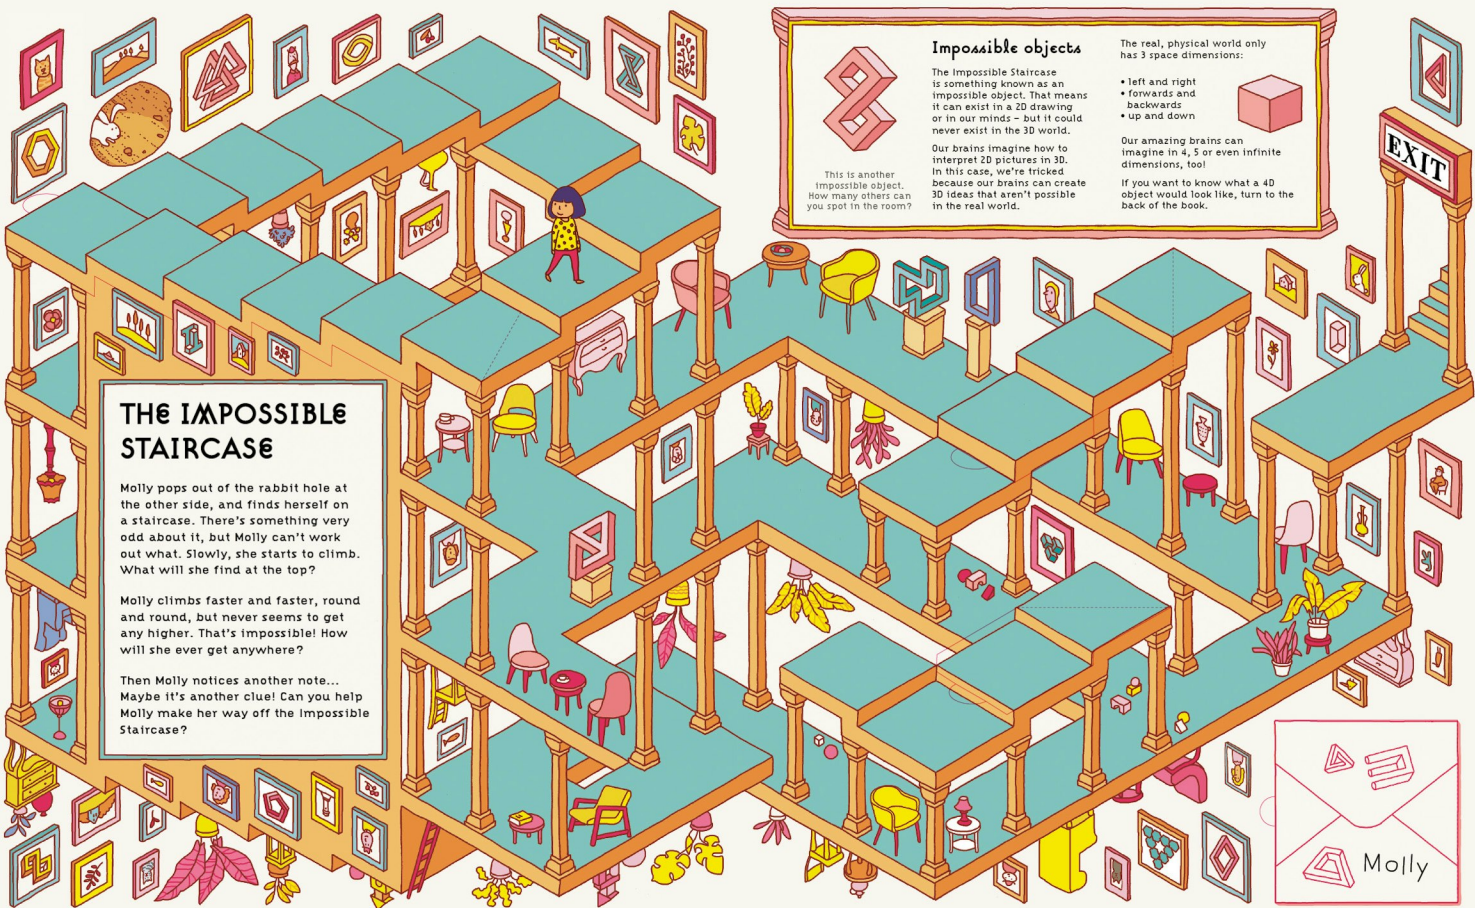 THE IMPOSSIBLE
STAIRCASE
Molly pops out of the rabbit hole at
the other side, and finds herself on
a staircase. There's something very
odd about it, but Molly can't work
out what. Slowly, she starts to climb.
What will she find at the top?
Molly climbs faster and faster, round
and round, but never seems to get
any higher. That's impossible! How
will she ever get anywhere?
Then Molly notices another note...
Maybe it's another clue! Can you help
Molly make her way off the Impossible
Staircase?
This is another
impossible object.
How many others can
you spot in the room?
Impossible objects
The Impossible Staircase
is something known as an
impossible object. That means
it can exist in a 2D drawing
or in our minds – but it could
never exist in the 3D world.
Our brains imagine how to
interpret 2D pictures in 3D.
In this case, we're tricked
because our brains can create
3D ideas that aren't possible
in the real world.
The real, physical world only
has 3 space dimensions:
• left and right
• forwards and
backwards
• up and down
Our amazing brains can
imagine in 4, 5 or even infinite
dimensions, too!
If you want to know what a 4D
object would look like, turn to the
back of the book.
EXIT
Molly